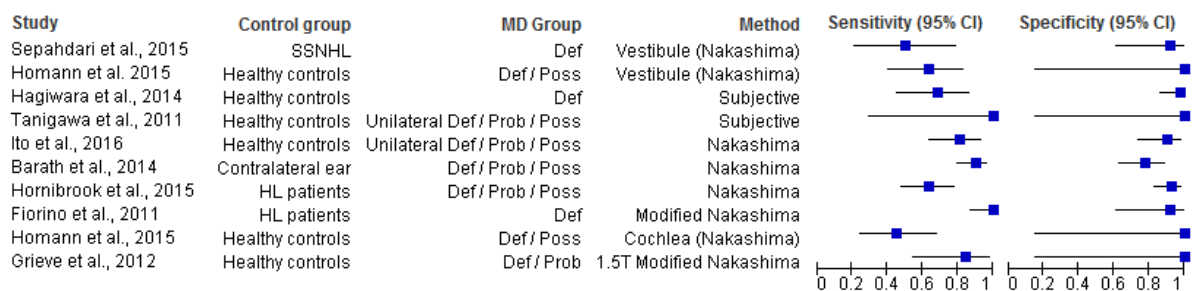 Study Control group MD Group Method Sensitivity (95% CI) Specificity (95% CI)
Sepahdari et al., 2015 SSNHL Def Vestibule (Nakashima)
Homann et al. 2015 Healthy controls Def / Poss Vestibule (Nakashima)
Hagiwara et al., 2014 Healthy controls Def Subjective
Tanigawa et al., 2011 Healthy controls Unilateral Def / Prob / Poss Subjective
Ito et al., 2016 Healthy controls Unilateral Def / Prob / Poss Nakashima
Barath et al., 2014 Contralateral ear Def / Prob / Poss Nakashima
Hornibrook et al., 2015 HL patients Def / Prob / Poss Nakashima
Fiorino et al., 2011 HL patients Def Modified Nakashima
Homann et al., 2015 Healthy controls Def / Poss Cochlea (Nakashima)
Grieve et al., 2012 Healthy controls Def / Prob 1.5T Modified Nakashima
0 0.2 0.4 0.6 0.8 1 0 0.2 0.4 0.6 0.8 1